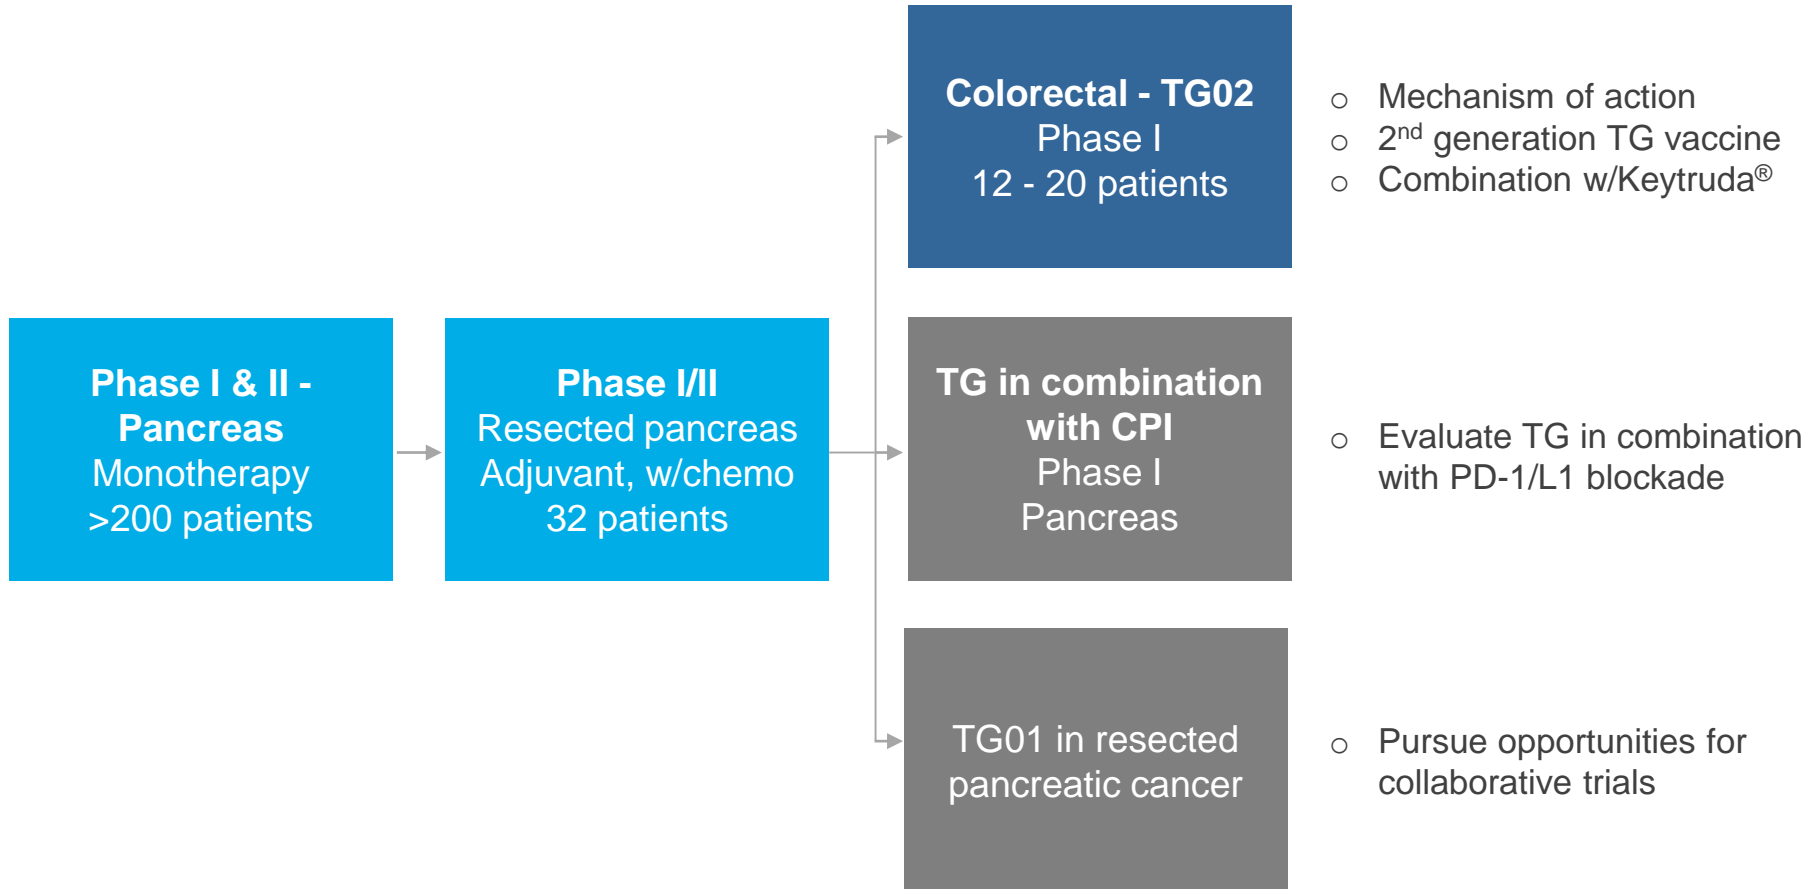 Phase I & II -
Pancreas
Monotherapy
>200 patients
Phase I/II
Resected pancreas
Adjuvant, w/chemo
32 patients
Colorectal - TG02
Phase I
12 - 20 patients
○ Mechanism of action
○ 2nd generation TG vaccine
○ Combination w/Keytruda®
TG in combination
with CPI
Phase I
Pancreas
○ Evaluate TG in combination
with PD-1/L1 blockade
TG01 in resected
pancreatic cancer
○ Pursue opportunities for
collaborative trials